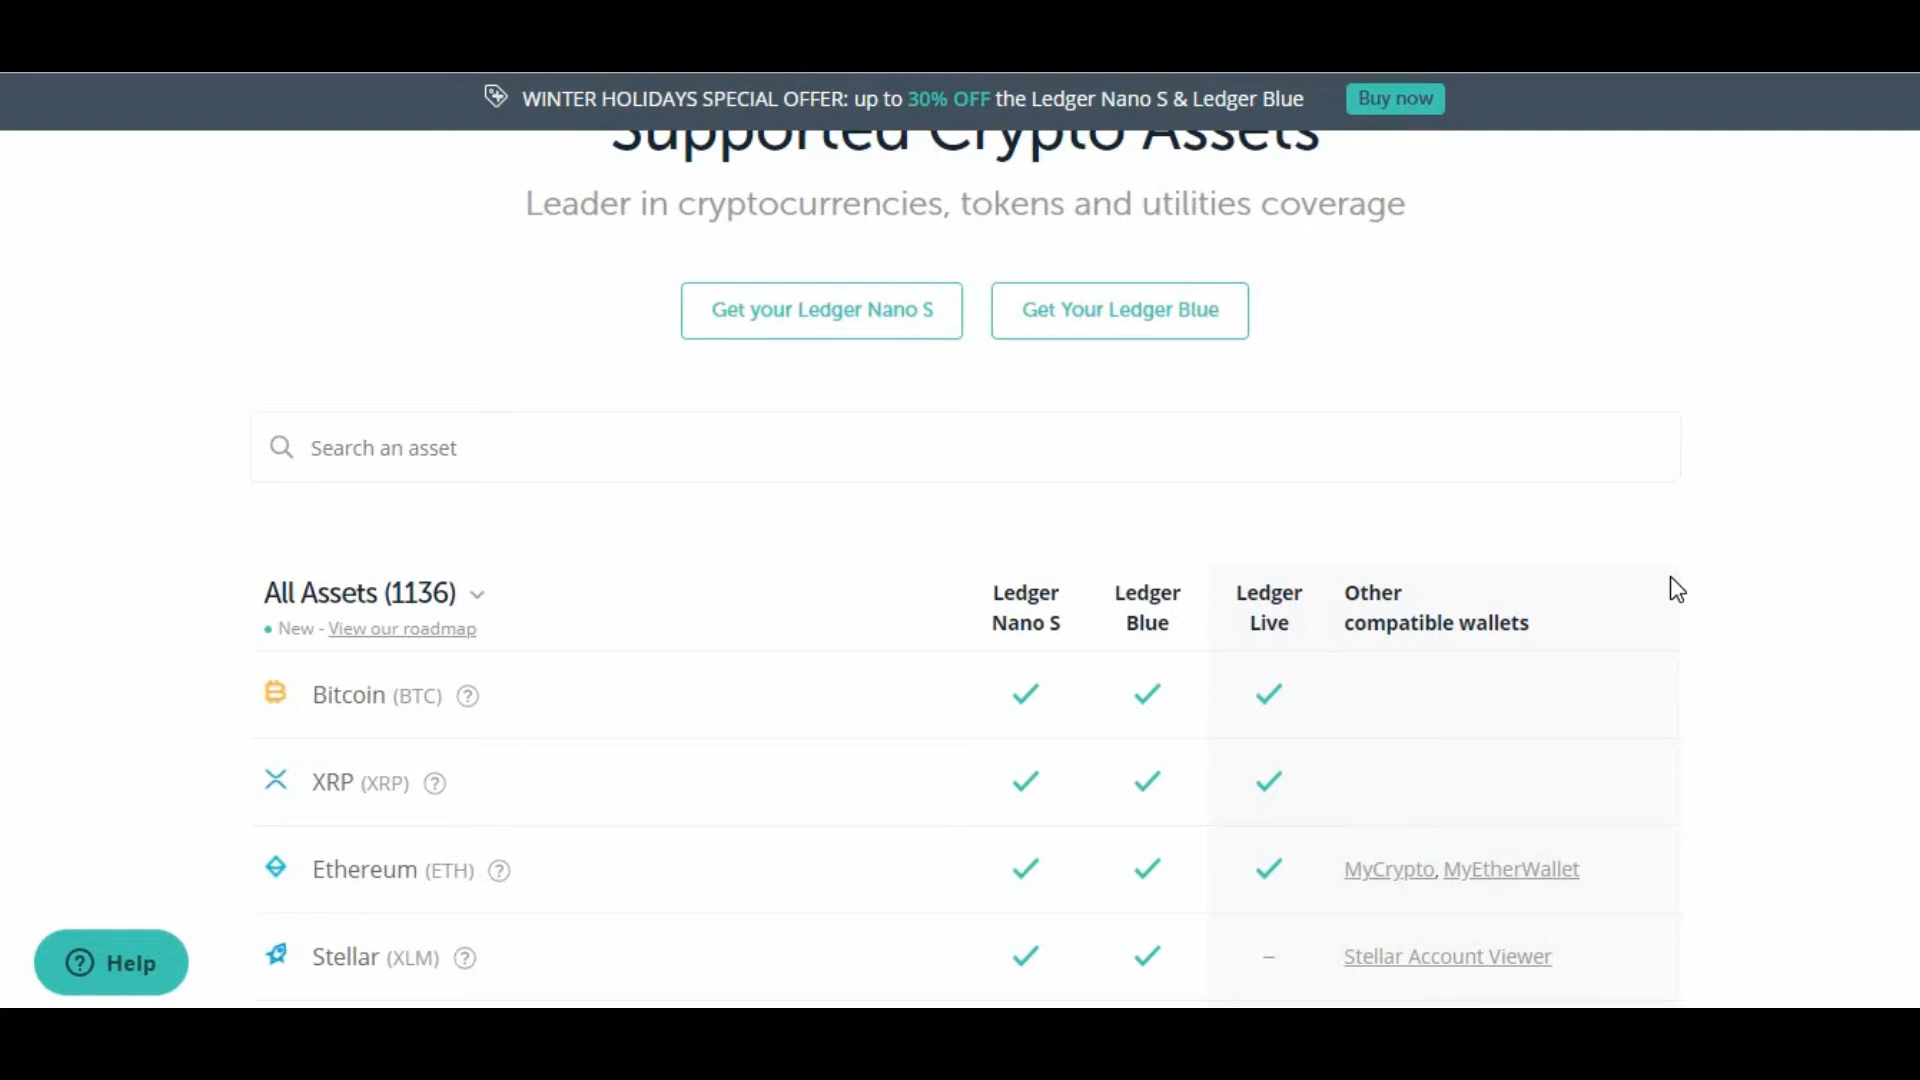 WINTER HOLIDAYS SPECIAL OFFER: up to 30% OFF the Ledger Nano S & Ledger Blue
Buy now
Supported Crypto Assets
Leader in cryptocurrencies, tokens and utilities coverage
Get your Ledger Nano S
Get Your Ledger Blue
Search an asset
All Assets (1136)
New - View our roadmap
Ledger
Nano S
Ledger
Blue
Ledger
Live
Other
compatible wallets
Bitcoin (BTC) ?
XRP (XRP) ?
Ethereum (ETH) ?
MyCrypto, MyEtherWallet
Stellar (XLM) ?
–
Stellar Account Viewer
? Help